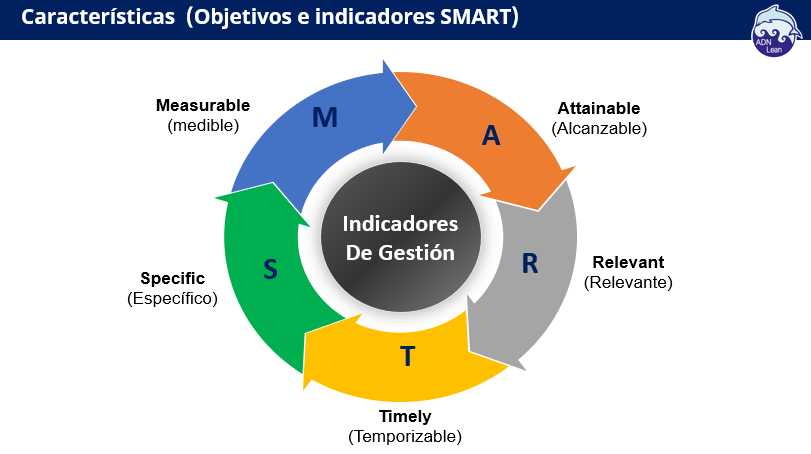 Características (Objetivos e indicadores SMART)
ADN
Lean
Measurable
(medible)
M
A
Attainable
(Alcanzable)
Indicadores
De Gestión
S
R
Specific
(Específico)
Relevant
(Relevante)
T
Timely
(Temporizable)